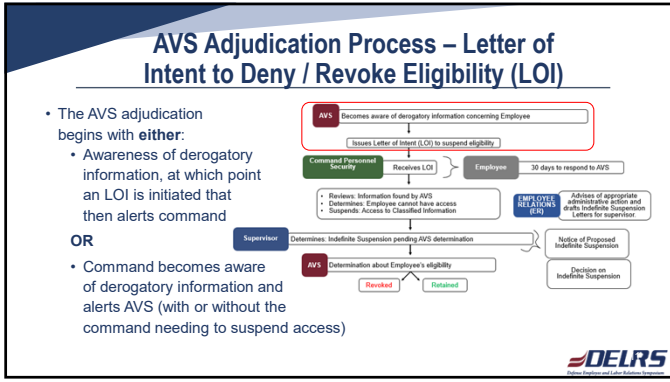 AVS Adjudication Process – Letter of
Intent to Deny / Revoke Eligibility (LOI)
• The AVS adjudication
begins with either:
• Awareness of derogatory
information, at which point
an LOI is initiated that
then alerts command
OR
• Command becomes aware
of derogatory information and
alerts AVS (with or without the
command needing to suspend access)
AVS
Becomes aware of derogatory information concerning Employee
Issues Letter of Intent (LOI) to suspend eligibility
Command Personnel
Security
Receives LOI
Employee
30 days to respond to AVS
• Reviews: Information found by AVS
• Determines: Employee cannot have access
• Suspends: Access to Classified Information
EMPLOYEE
RELATIONS (ER)
Advises of appropriate
administrative action and
drafts Indefinite Suspension
Letters for supervisor.
Supervisor
Determines: Indefinite Suspension pending AVS determination
Notice of Proposed
Indefinite Suspension
Decision on
Indefinite Suspension
AVS
Determination about Employee's eligibility
Revoked
Retained
DELRS
Defense Employee and Labor Relations Symposium